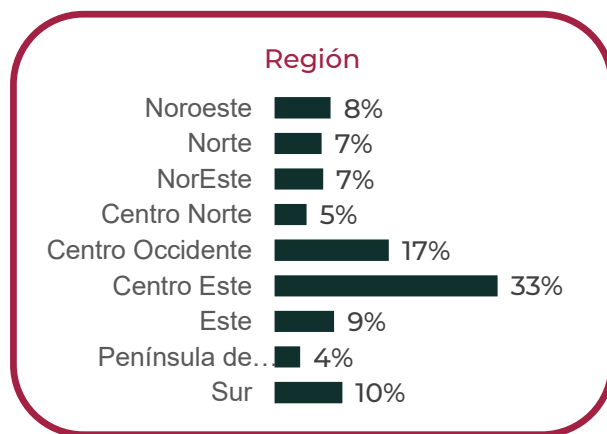 Región
Noroeste 8%
Norte 7%
NorEste 7%
Centro Norte 5%
Centro Occidente 17%
Centro Este 33%
Este 9%
Península de... 4%
Sur 10%